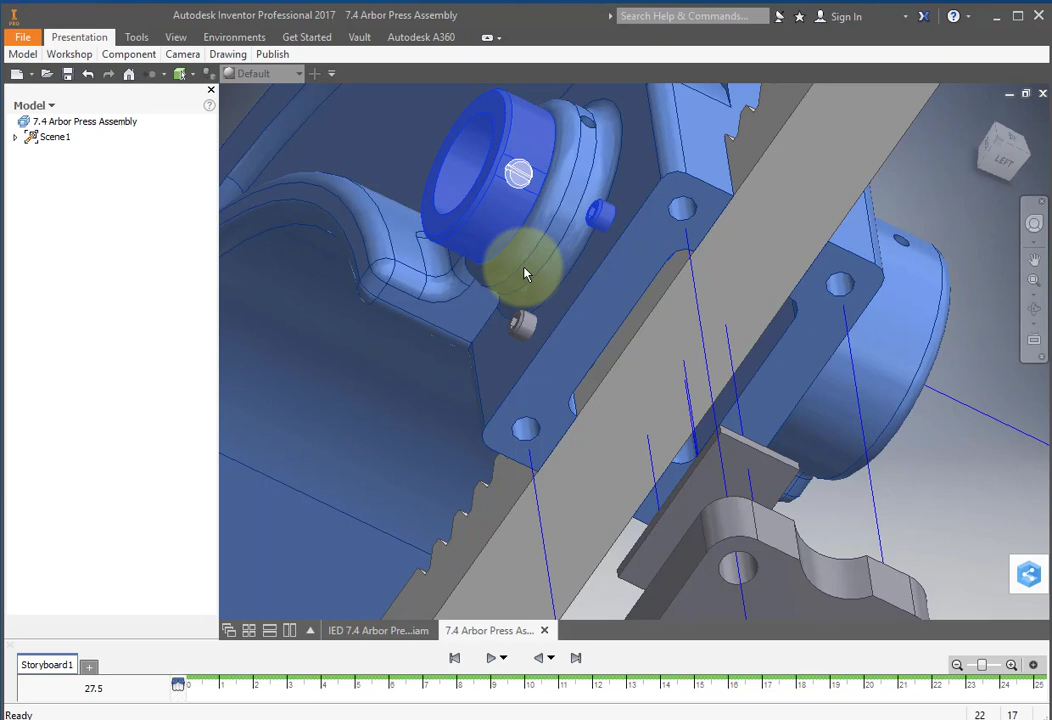 Autodesk Inventor Professional 2017 7.4 Arbor Press Assembly
Search Help & Commands...
Sign In
PRO
File Presentation Tools View Environments Get Started Vault Autodesk A360
Model Workshop Component Camera Drawing Publish
Default
Model
7.4 Arbor Press Assembly
Scene1
LEFT
IED 7.4 Arbor Pre...iam
7.4 Arbor Press As...
Storyboard1
27.5
0 1 2 3 4 5 6 7 8 9 10 11 12 13 14 15 16 17 18 19 20 21 22 23 24 25
Ready
22 17